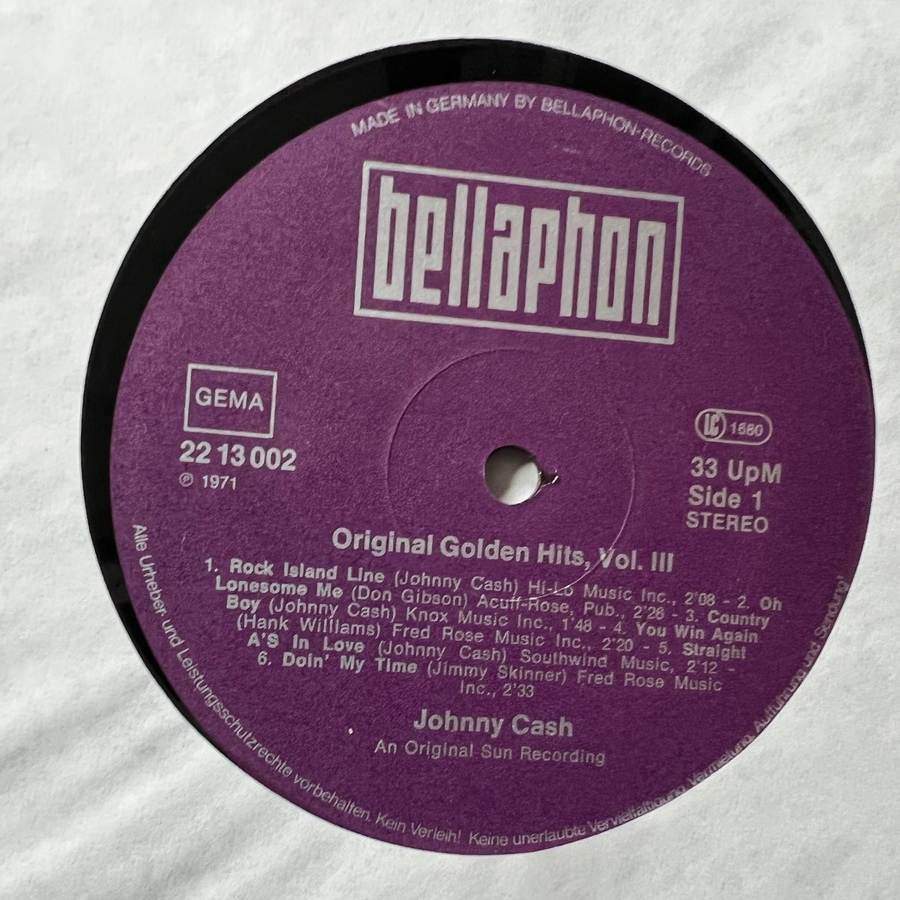 MADE IN GERMANY BY BELLAPHON-RECORDS
bellaphon
GEMA
22 13 002
℗ 1971
LC 1580
33 UpM
Side 1
STEREO
Original Golden Hits, Vol. III
1. Rock Island Line (Johnny Cash) Hi-Lo Music Inc., 2'08 - 2. Oh
Lonesome Me (Don Gibson) Acuff-Rose, Pub., 2'26 - 3. Country
Boy (Johnny Cash) Knox Music Inc., 1'48 - 4. You Win Again
(Hank Williams) Fred Rose Music Inc., 2'20 - 5. Straight
A'S In Love (Johnny Cash) Southwind Music, 2'12 -
6. Doin' My Time (Jimmy Skinner) Fred Rose Music
Inc., 2'33
Johnny Cash
An Original Sun Recording
Alle Urheber- und Leistungsschutzrechte vorbehalten. Kein Verleih! Keine unerlaubte Vervielfältigung, Vermietung, Aufführung und Sendung!